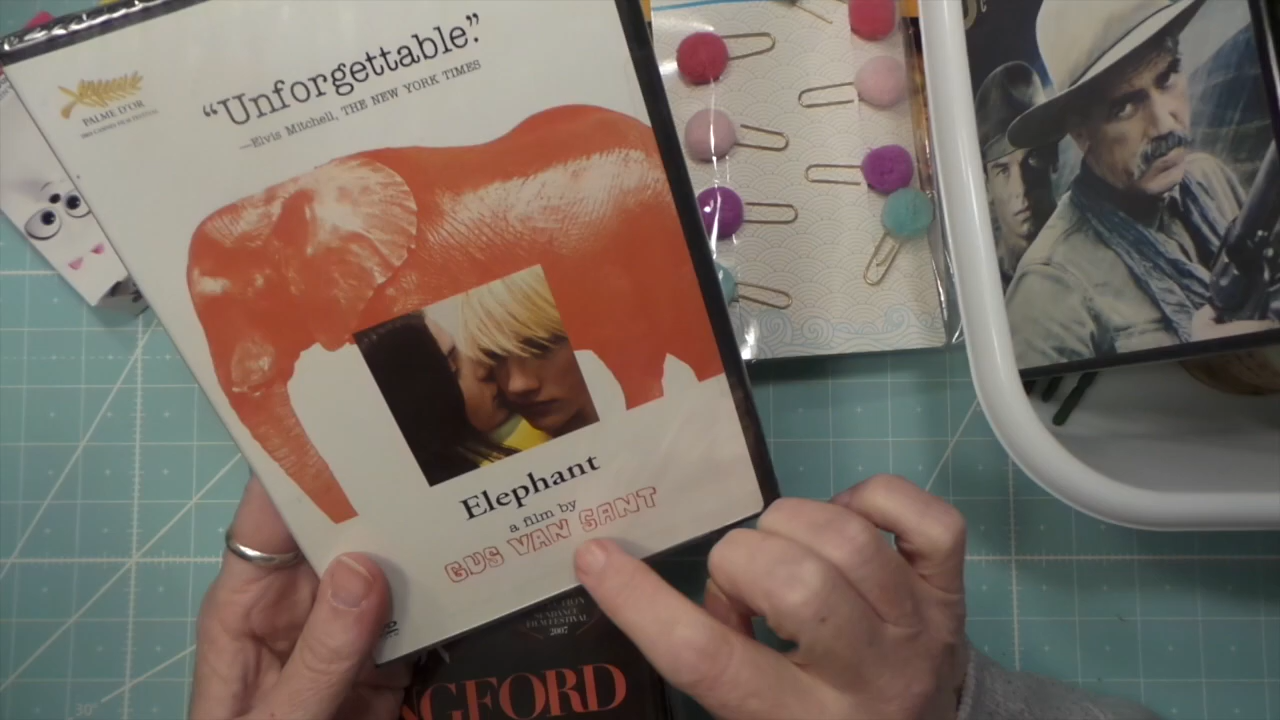 PALME D'OR
"Unforgettable."
—Elvis Mitchell, THE NEW YORK TIMES
Elephant
a film by
GUS VAN SANT
SUNDANCE
FILM FESTIVAL
2007
NGFORD
30°